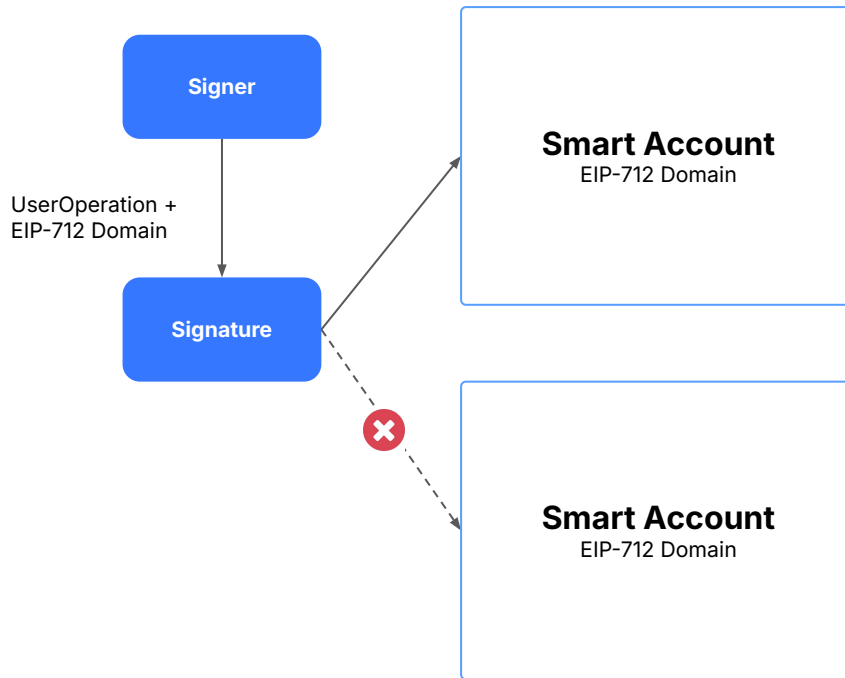 Signer
UserOperation +
EIP-712 Domain
Signature
Smart Account
EIP-712 Domain
Smart Account
EIP-712 Domain